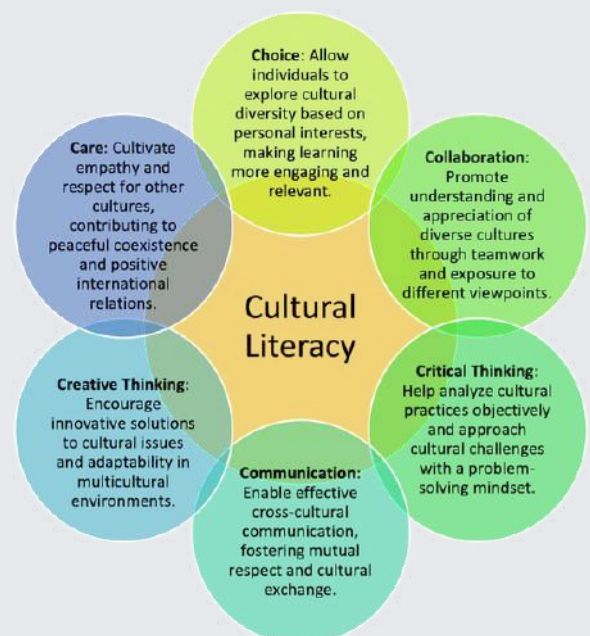 Choice: Allow
individuals to
explore cultural
diversity based on
personal interests,
making learning
more engaging and
relevant.
Collaboration:
Promote
understanding and
appreciation of
diverse cultures
through teamwork
and exposure to
different viewpoints.
Critical Thinking:
Help analyze cultural
practices objectively
and approach
cultural challenges
with a problem-
solving mindset.
Communication:
Enable effective
cross-cultural
communication,
fostering mutual
respect and cultural
exchange.
Creative Thinking:
Encourage
innovative solutions
to cultural issues
and adaptability in
multicultural
environments.
Care: Cultivate
empathy and
respect for other
cultures,
contributing to
peaceful coexistence
and positive
international
relations.
Cultural
Literacy